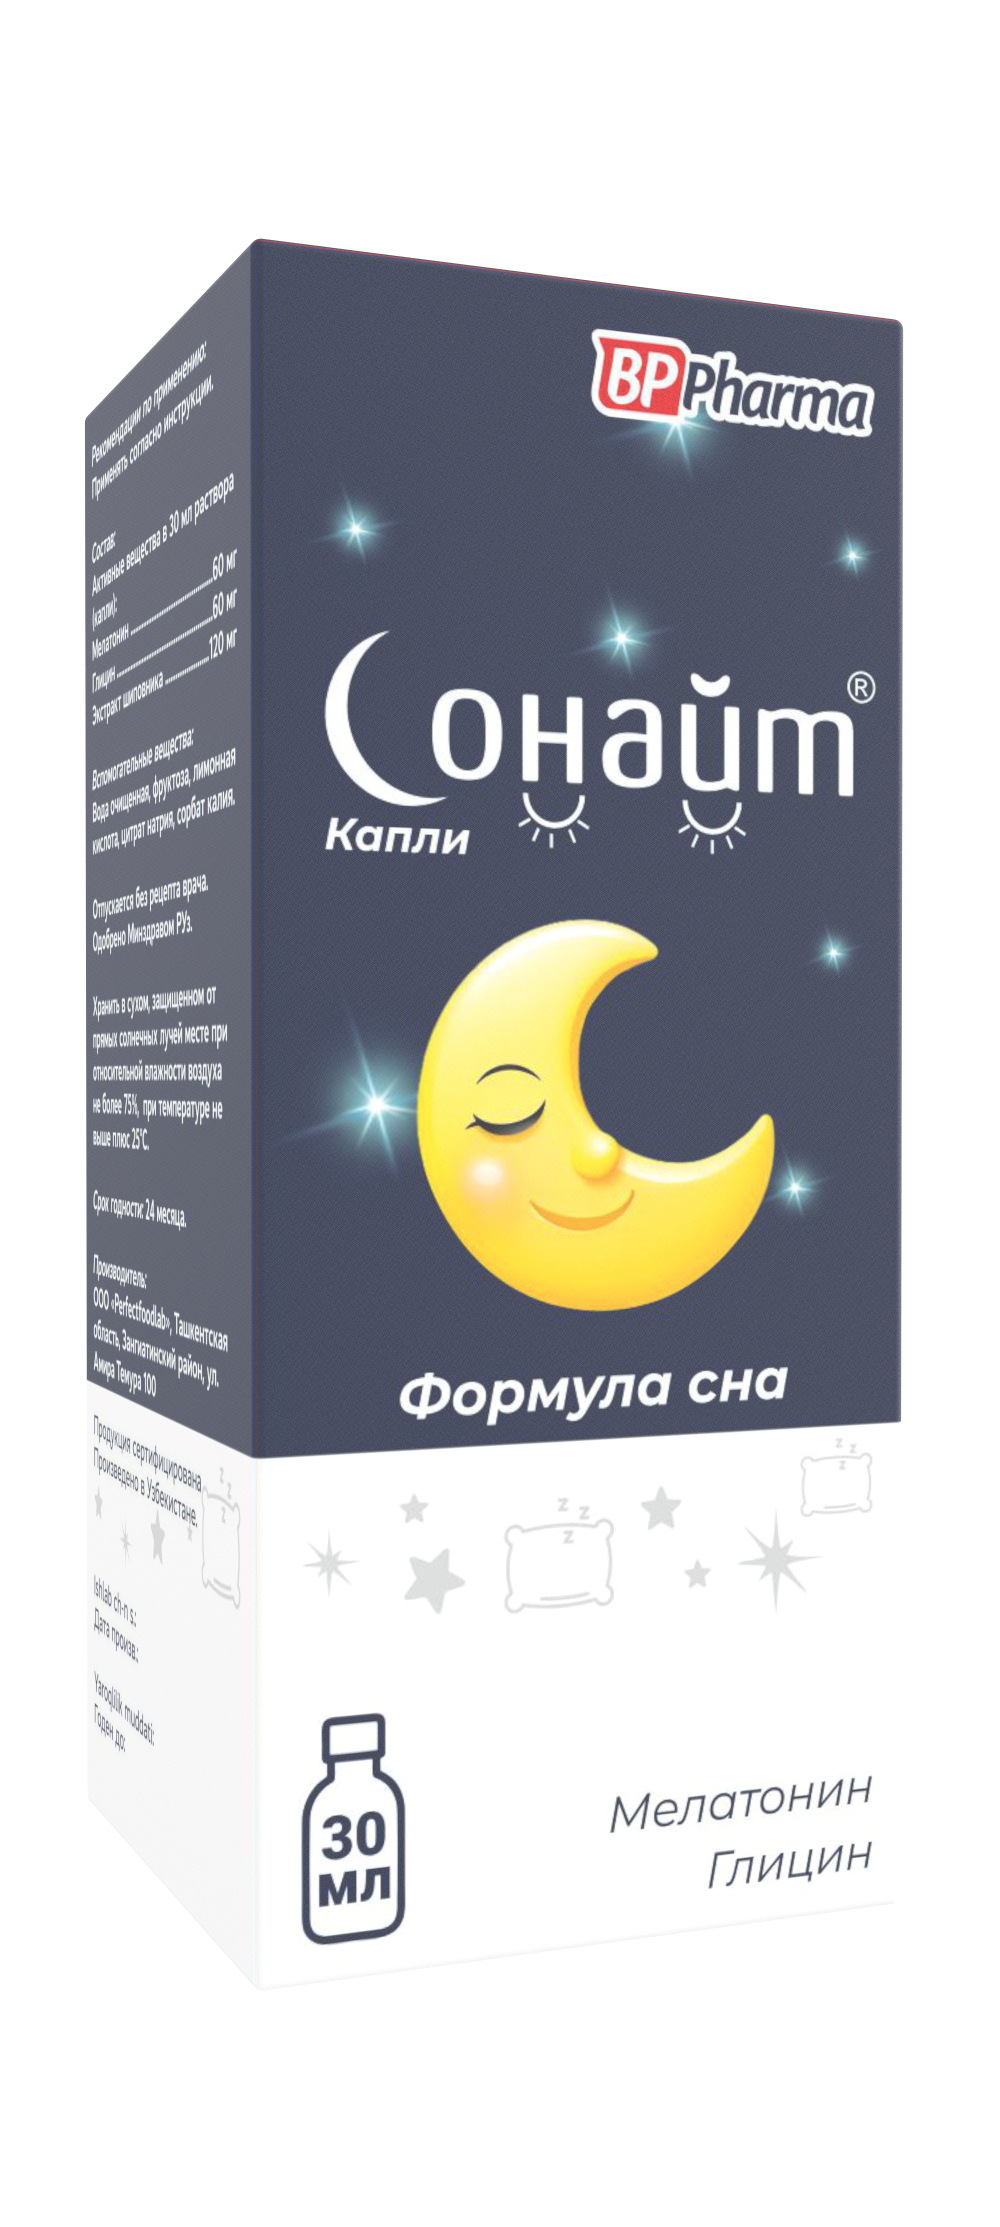 BP Pharma
Сонайт®
Капли
Формула сна
z z
z
z z
z
30
мл
Мелатонин
Глицин
Рекомендации по применению:
Применять согласно инструкции.
Состав:
Активные вещества в 30 мл раствора
(капли):
Мелатонин ..............................60 мг
Глицин ..............................60 мг
Экстракт шиповника ................120 мг
Вспомогательные вещества:
Вода очищенная, фруктоза, лимонная
кислота, цитрат натрия, сорбат калия.
Отпускается без рецепта врача.
Одобрено Минздравом РУз.
Хранить в сухом, защищенном от
прямых солнечных лучей месте при
относительной влажности воздуха
не более 75%, при температуре не
выше плюс 25°С.
Срок годности: 24 месяца.
Производитель:
ООО «Perfectfoodlab», Ташкентская
область, Зангиатинский район, ул.
Амира Темура 100
Продукция сертифицирована
Произведено в Узбекистане.
z z
z
Ishlab ch-n s.:
Дата произв.:
Yaroqlilik muddati:
Годен до: